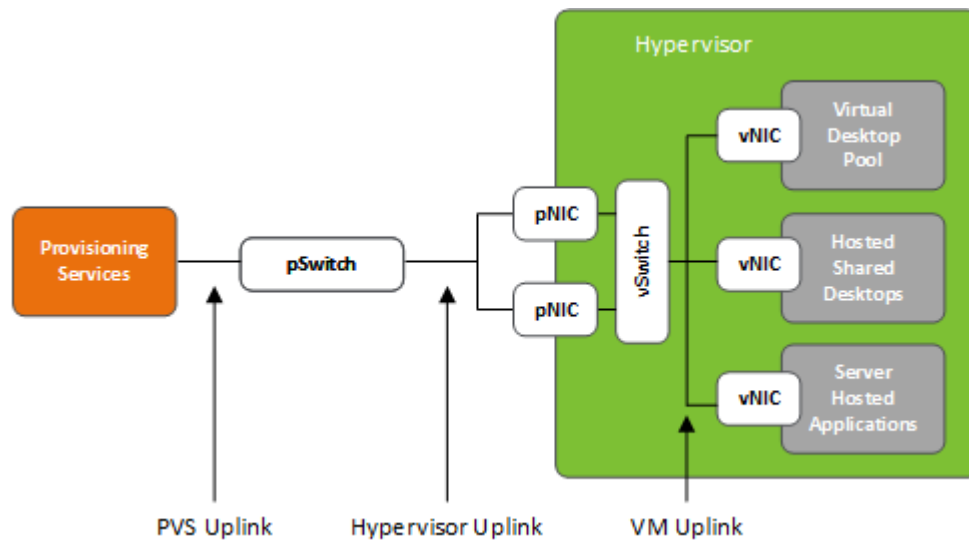 Hypervisor
vNIC
Virtual
Desktop
Pool
Provisioning
Services
pSwitch
pNIC
pNIC
vSwitch
vNIC
Hosted
Shared
Desktops
vNIC
Server
Hosted
Applications
PVS Uplink
Hypervisor Uplink
VM Uplink